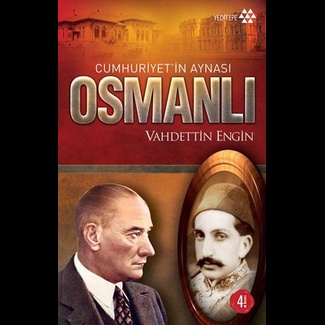 YEDİTEPE
CUMHURİYET'İN AYNASI
OSMANLI
VAHDETTİN ENGİN
4.